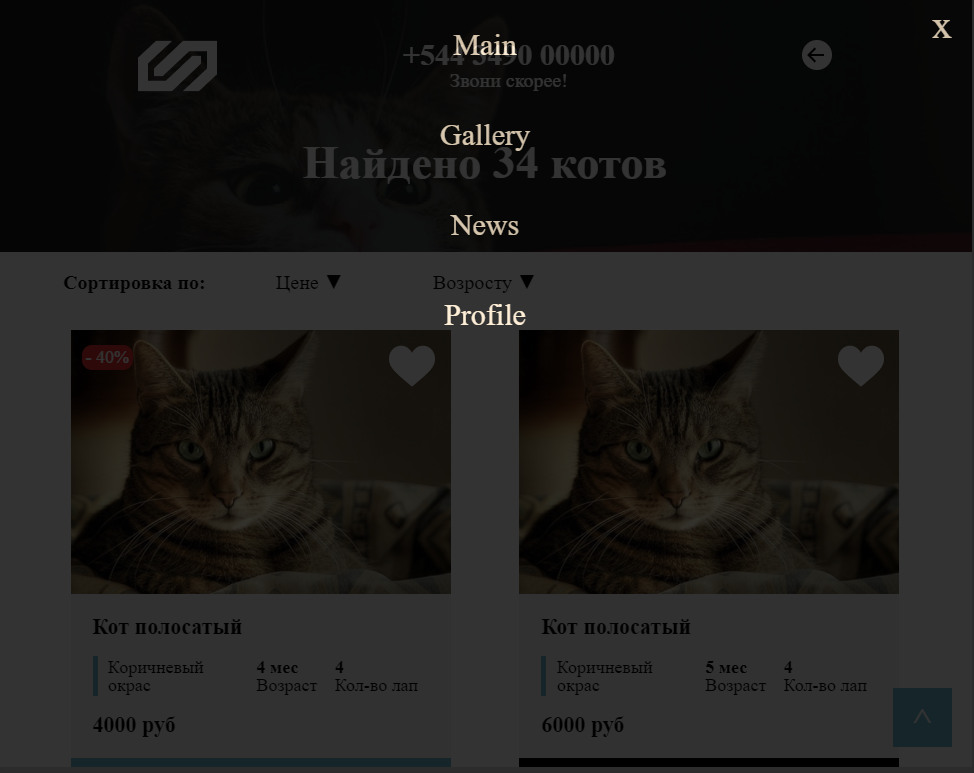 X
Main
+544 3490 00000
Звони скорее!
Gallery
Найдено 34 котов
News
Сортировка по: Цене ▼ Возросту ▼
Profile
- 40%
Кот полосатый
Коричневый окрас
4 мес
Возраст
4
Кол-во лап
4000 руб
Кот полосатый
Коричневый окрас
5 мес
Возраст
4
Кол-во лап
6000 руб